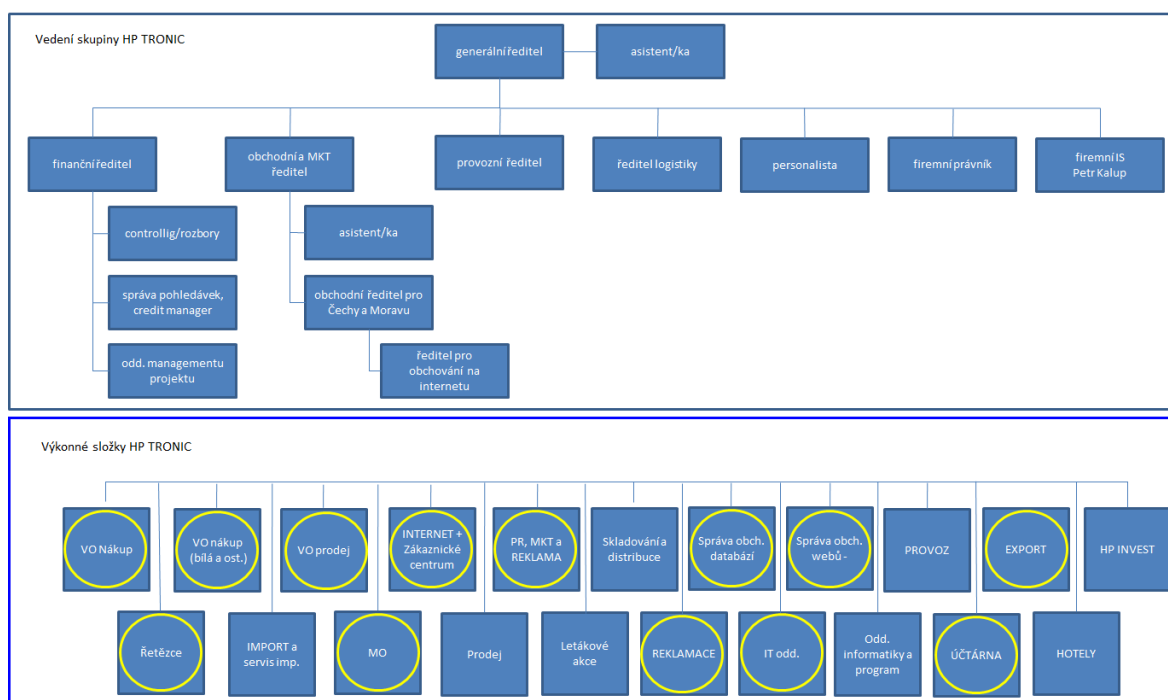 Vedení skupiny HP TRONIC
generální ředitel
asistent/ka
finanční ředitel
obchodní a MKT
ředitel
provozní ředitel
ředitel logistiky
personalista
firemní právník
firemní IS
Petr Kalup
controllig/rozbory
asistent/ka
správa pohledávek,
credit manager
obchodní ředitel pro
Čechy a Moravu
odd. managementu
projektu
ředitel pro
obchování na
internetu
Výkonné složky HP TRONIC
VO Nákup
VO nákup
(bílá a ost.)
VO prodej
INTERNET +
Zákaznické
centrum
PR, MKT a
REKLAMA
Skladování a
distribuce
Správa obch.
databází
Správa obch.
webů -
PROVOZ
EXPORT
HP INVEST
Řetězce
IMPORT a
servis imp.
MO
Prodej
Letákové
akce
REKLAMACE
IT odd.
Odd.
informatiky a
program
ÚČTÁRNA
HOTELY